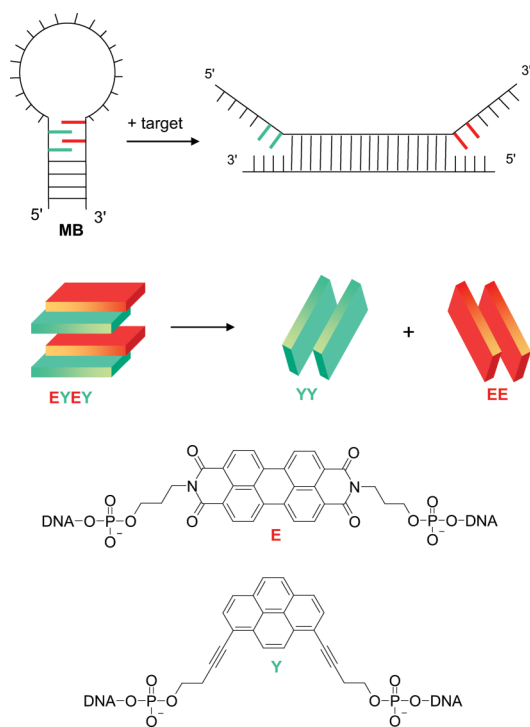 5' 3'
+ target
3' 5'
5' 3'
MB
EYEY
+
YY EE
O N O
O N O
DNA–O–P–O
O
O–
O–P–O–DNA
O
O–
E
Y
DNA–O–P–O
O
O–
O–P–O–DNA
O
O–